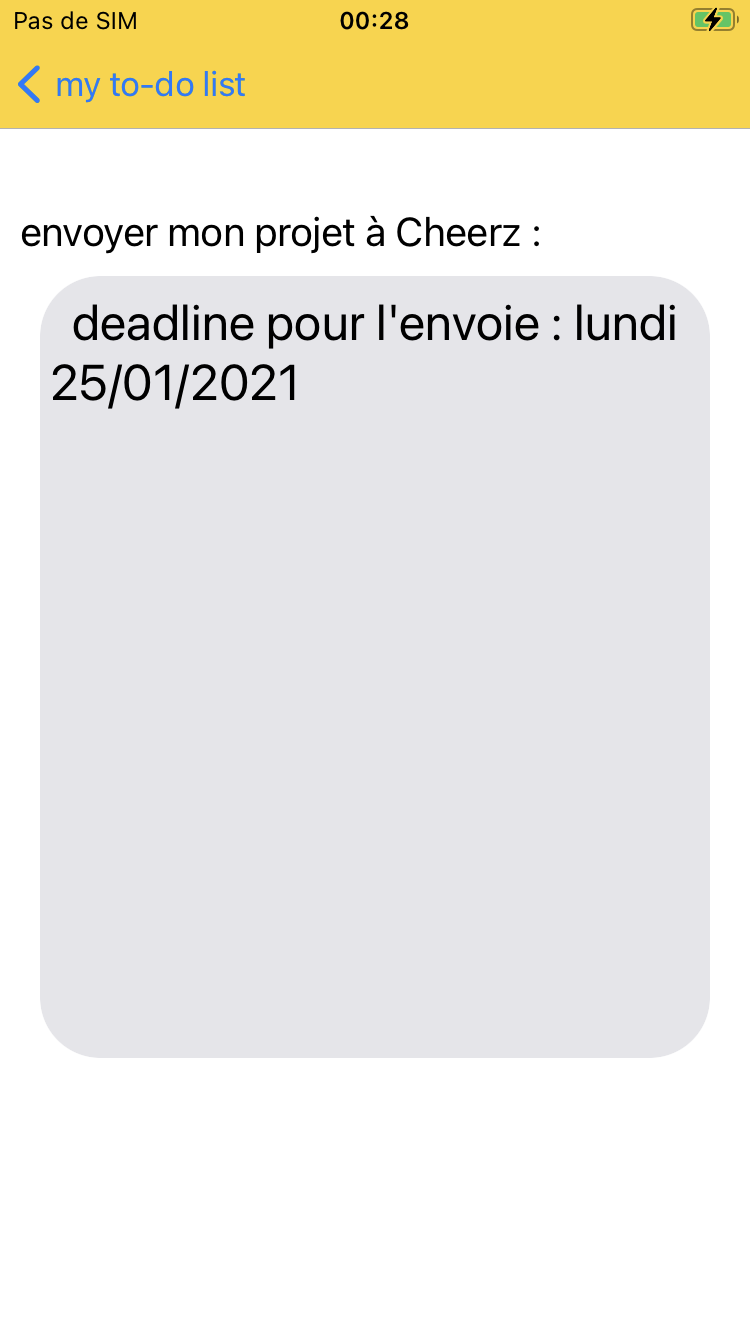 Pas de SIM 00:28
my to-do list
envoyer mon projet à Cheerz :
deadline pour l'envoie : lundi
25/01/2021